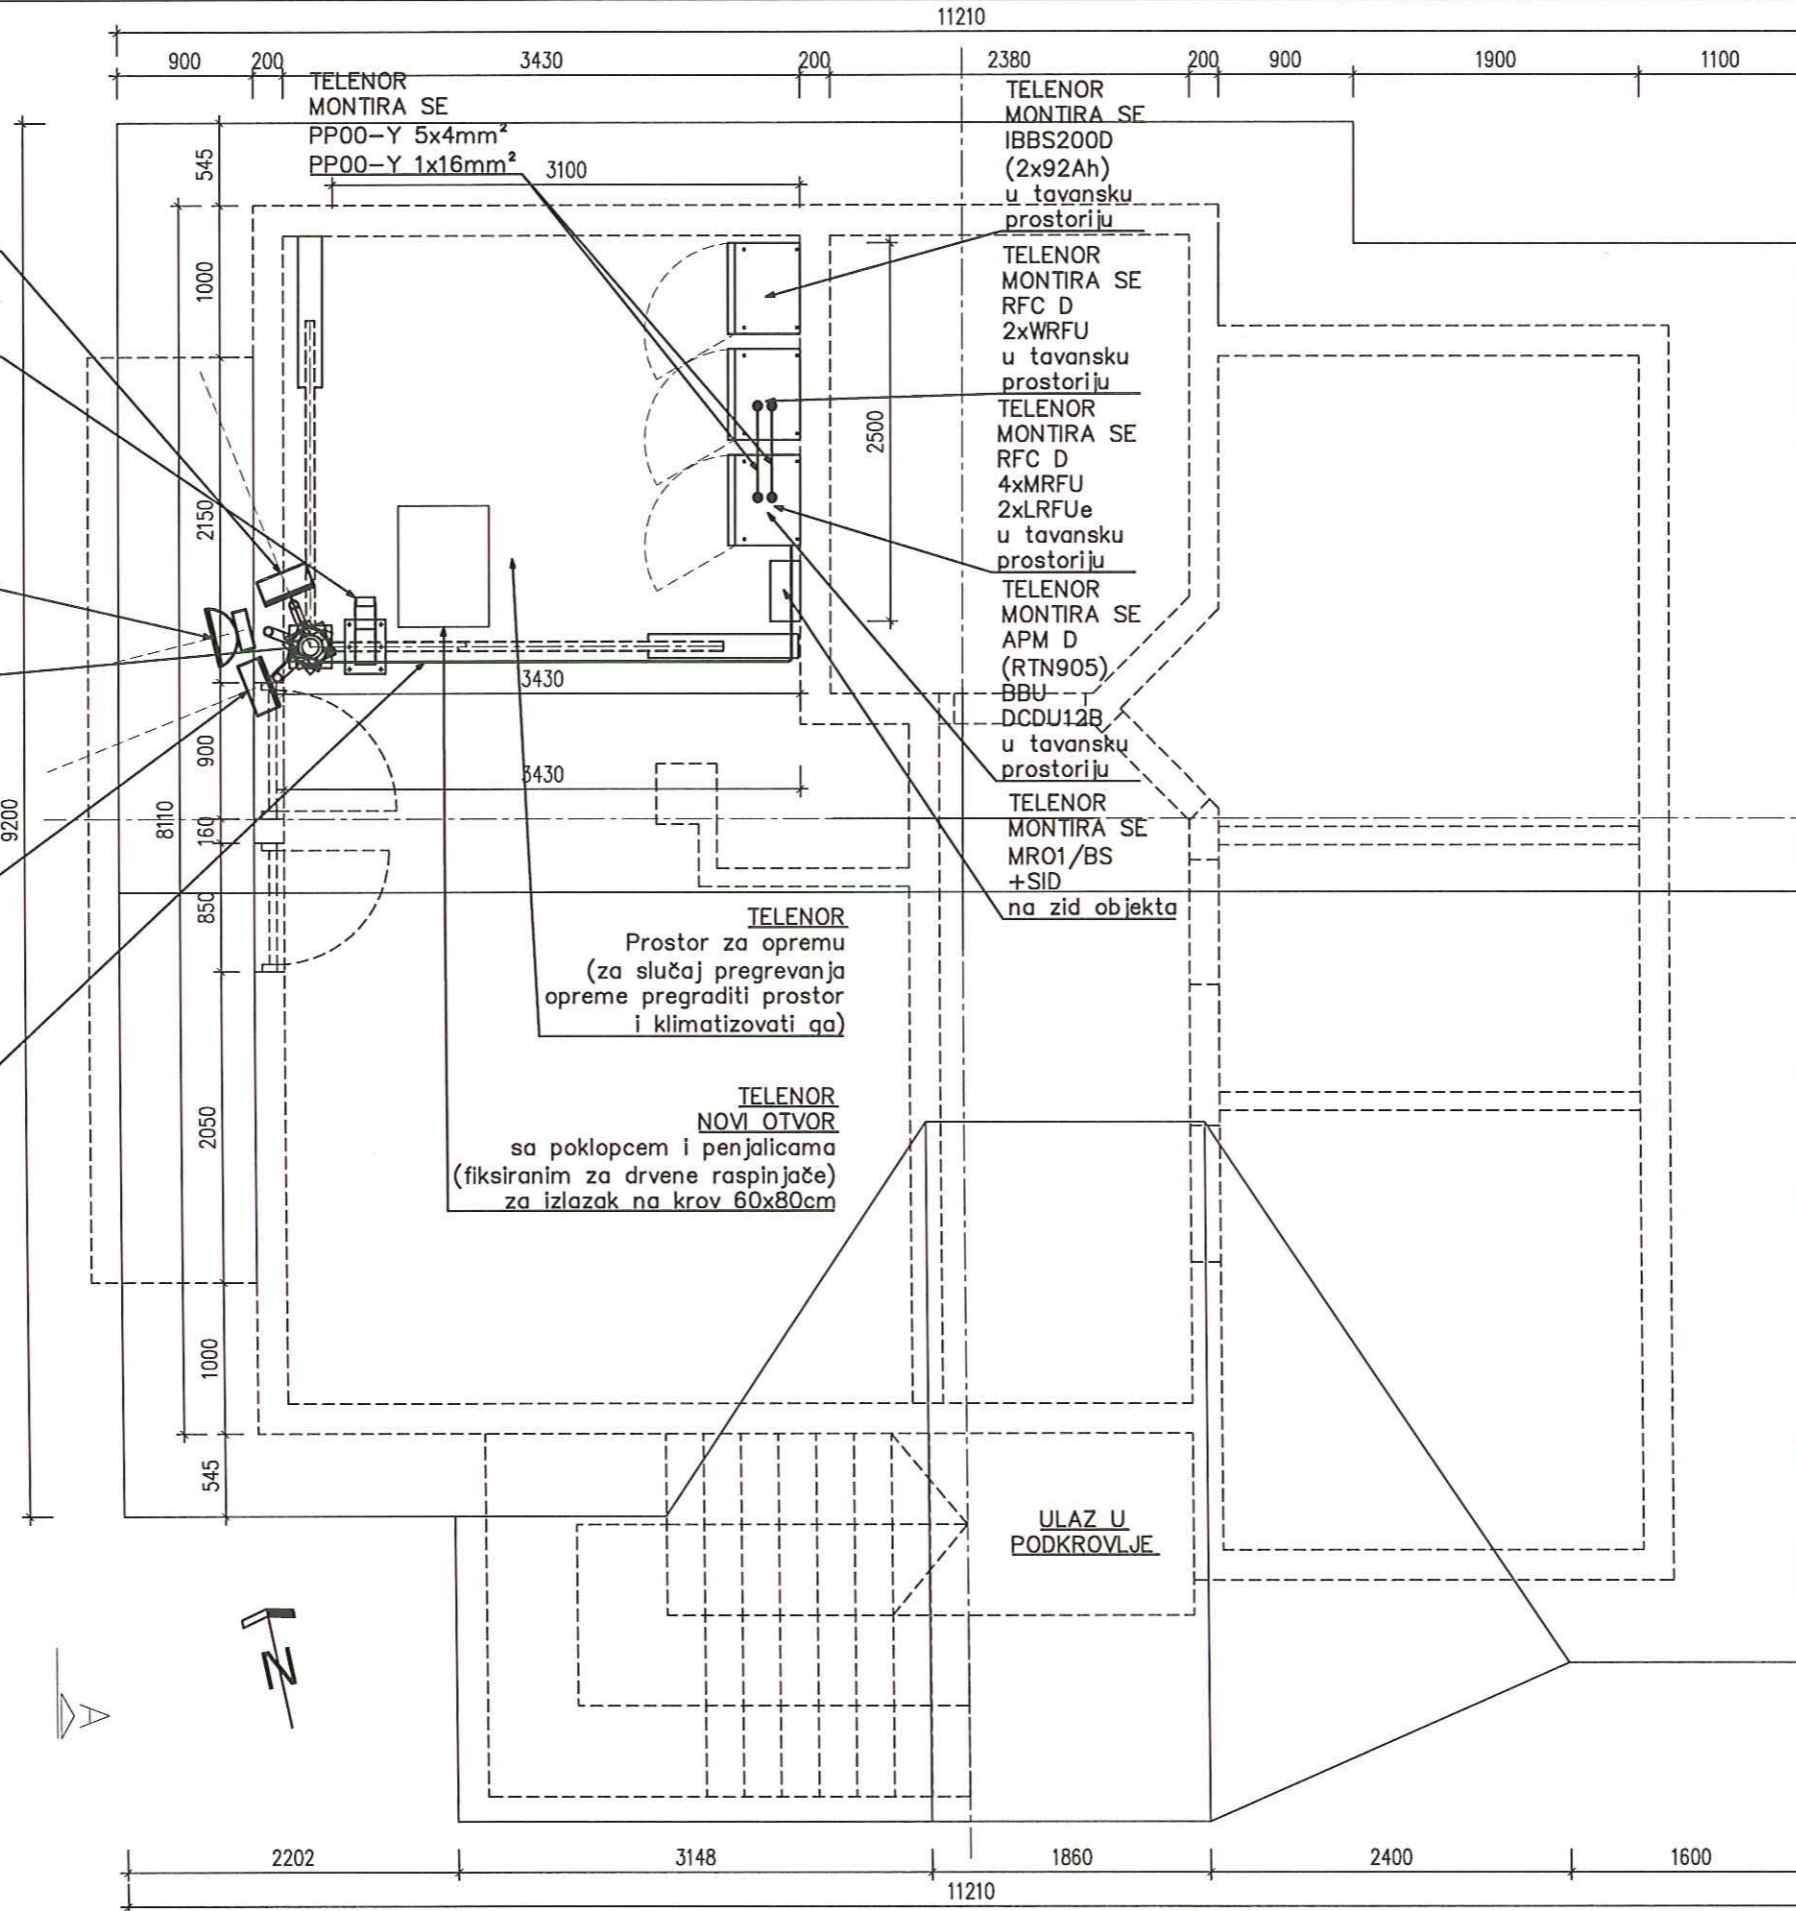 11210
900 200 3430 200 2380 200 900 1900 1100
TELENOR
MONTIRA SE
PP00-Y 5x4mm²
PP00-Y 1x16mm²
3100
TELENOR
MONTIRA SE
IBBS200D
(2x92Ah)
u tavansku
prostoriju
TELENOR
MONTIRA SE
RFC D
2xWRFU
u tavansku
prostoriju
TELENOR
MONTIRA SE
RFC D
4xMRFU
2xLRFUe
u tavansku
prostoriju
TELENOR
MONTIRA SE
APM D
(RTN905)
BBU
DCDU12B
u tavansku
prostoriju
TELENOR
MONTIRA SE
MRO1/BS
+SID
na zid objekta
545
1000
2150
900
160
850
2050
1000
545
8110
9200
2500
3430
3430
TELENOR
Prostor za opremu
(za slučaj pregrevanja
opreme pregraditi prostor
i klimatizovati ga)
TELENOR
NOVI OTVOR
sa poklopcem i penjalicama
(fiksiranim za drvene raspinjače)
za izlazak na krov 60x80cm
ULAZ U
PODKROVLJE
N
A
2202 3148 1860 2400 1600
11210